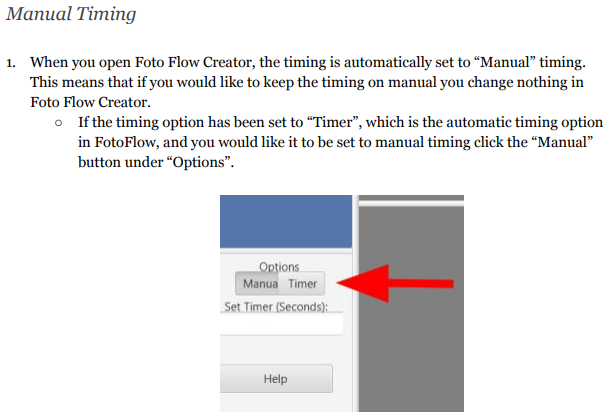 Manual Timing
1. When you open Foto Flow Creator, the timing is automatically set to “Manual” timing.
This means that if you would like to keep the timing on manual you change nothing in
Foto Flow Creator.
○ If the timing option has been set to “Timer”, which is the automatic timing option
in FotoFlow, and you would like it to be set to manual timing click the “Manual”
button under “Options”.
Options
Manua Timer
Set Timer (Seconds):
Help